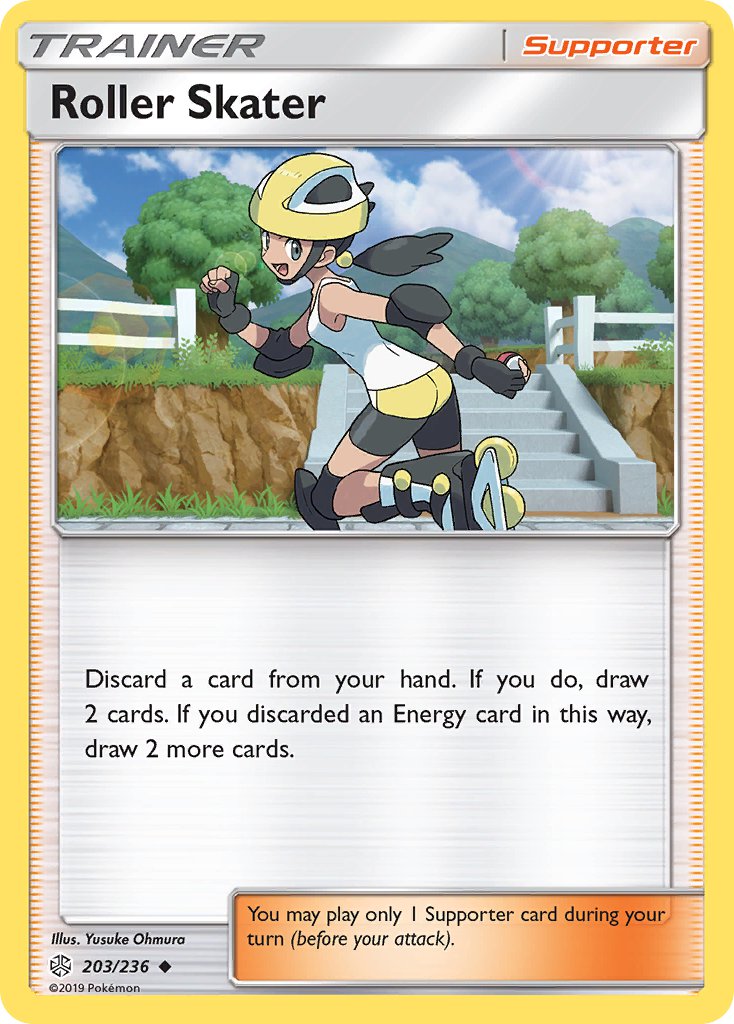 TRAINER
Supporter
Roller Skater
Discard a card from your hand. If you do, draw
2 cards. If you discarded an Energy card in this way,
draw 2 more cards.
You may play only 1 Supporter card during your
turn (before your attack).
Illus. Yusuke Ohmura
203/236 ◆
©2019 Pokémon